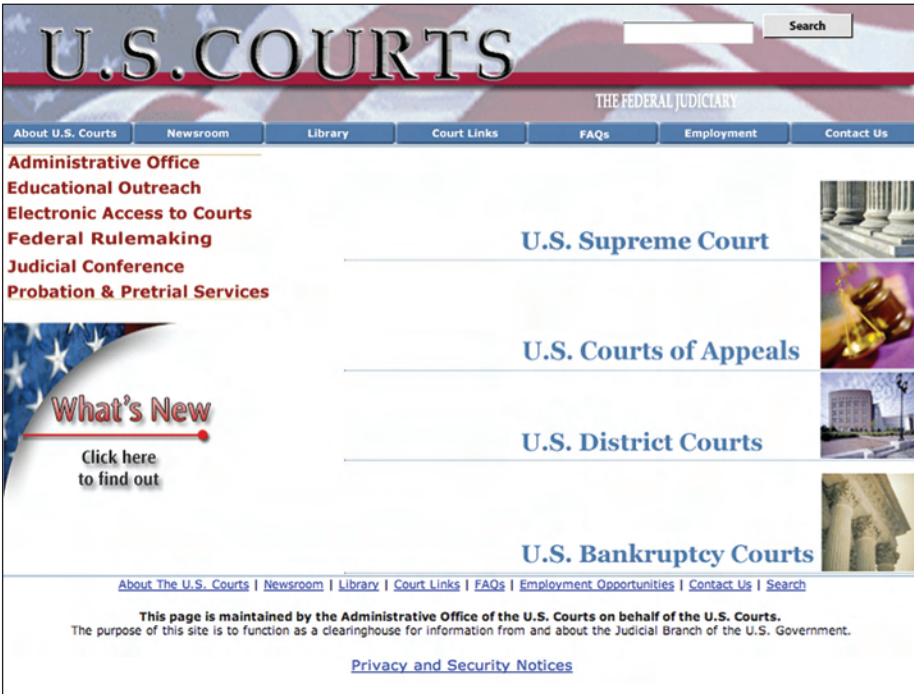 U.S.COURTS
Search
THE FEDERAL JUDICIARY
About U.S. Courts Newsroom Library Court Links FAQs Employment Contact Us
Administrative Office
Educational Outreach
Electronic Access to Courts
Federal Rulemaking
Judicial Conference
Probation & Pretrial Services
What's New
Click here
to find out
U.S. Supreme Court
U.S. Courts of Appeals
U.S. District Courts
U.S. Bankruptcy Courts
About The U.S. Courts | Newsroom | Library | Court Links | FAQs | Employment Opportunities | Contact Us | Search
This page is maintained by the Administrative Office of the U.S. Courts on behalf of the U.S. Courts.
The purpose of this site is to function as a clearinghouse for information from and about the Judicial Branch of the U.S. Government.
Privacy and Security Notices